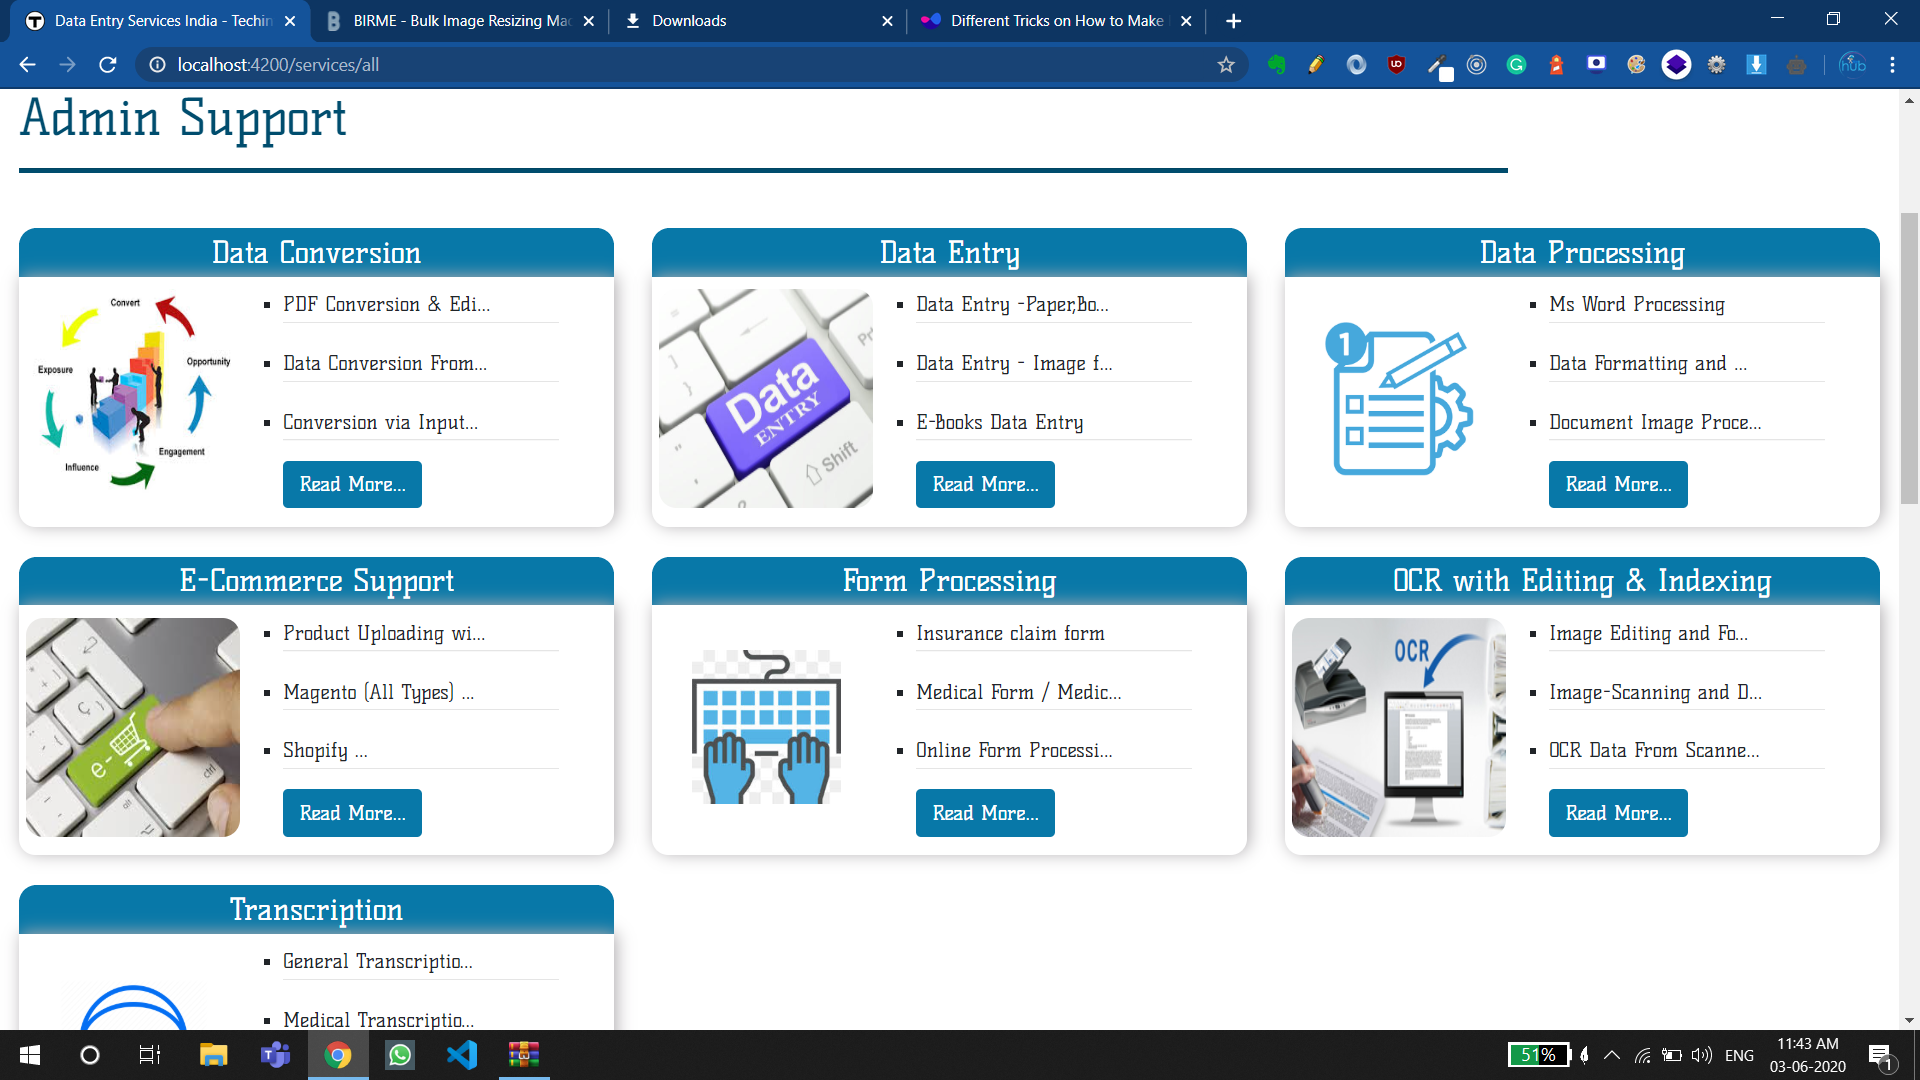 Data Entry Services India - Techin
BIRME - Bulk Image Resizing Mac
Downloads
Different Tricks on How to Make
localhost:4200/services/all
Admin Support
Data Conversion
Convert
Opportunity
Exposure
Engagement
Influence
PDF Conversion & Edi...
Data Conversion From...
Conversion via Input...
Read More...
Data Entry
Data
ENTRY
Shift
Data Entry -Paper,Bo...
Data Entry - Image f...
E-Books Data Entry
Read More...
Data Processing
1
Ms Word Processing
Data Formatting and ...
Document Image Proce...
Read More...
E-Commerce Support
e-
ctrl
Product Uploading wi...
Magento (All Types) ...
Shopify ...
Read More...
Form Processing
Insurance claim form
Medical Form / Medic...
Online Form Processi...
Read More...
OCR with Editing & Indexing
OCR
Image Editing and Fo...
Image-Scanning and D...
OCR Data From Scanne...
Read More...
Transcription
General Transcriptio...
Medical Transcriptio...
51%
ENG
11:43 AM
03-06-2020
1